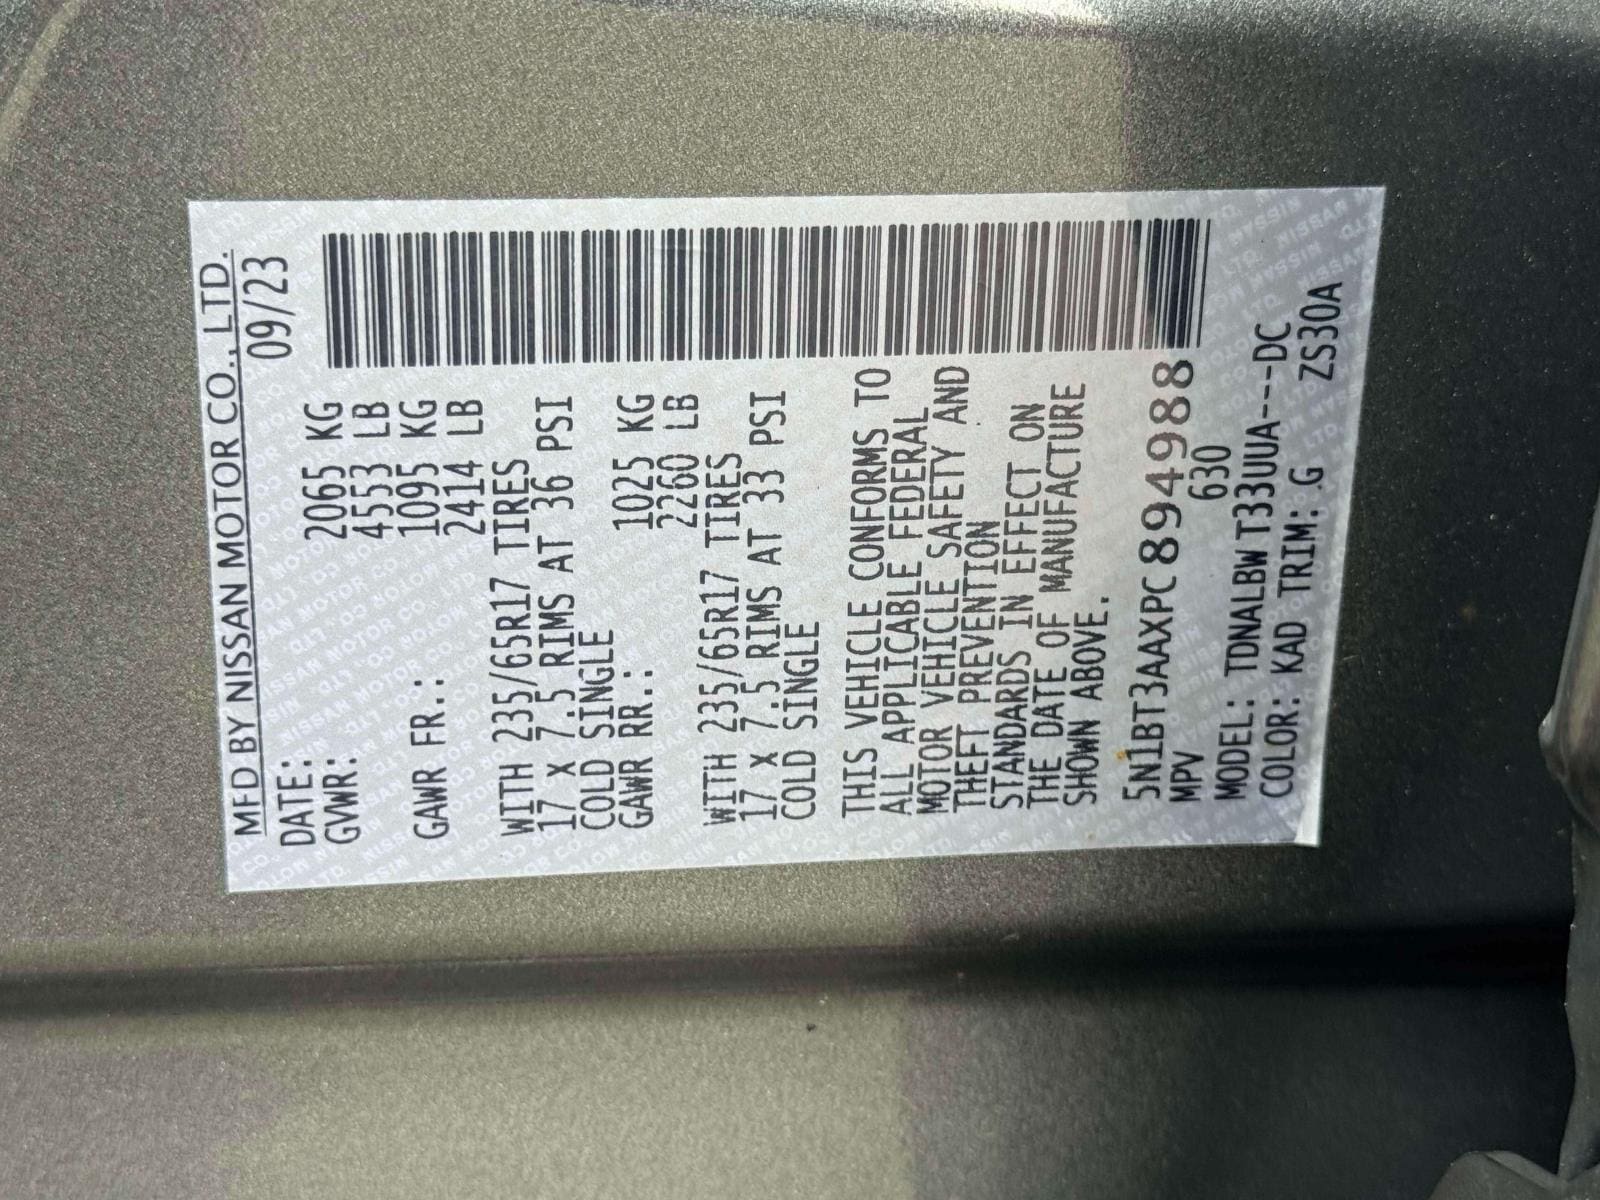 MFD BY NISSAN MOTOR CO., LTD.
DATE: 09/23
GVWR: 2065 KG
4553 LB
GAWR FR.: 1095 KG
2414 LB
WITH 235/65R17 TIRES
17 X 7.5 RIMS AT 36 PSI
COLD SINGLE
GAWR RR.: 1025 KG
2260 LB
WITH 235/65R17 TIRES
17 X 7.5 RIMS AT 33 PSI
COLD SINGLE
THIS VEHICLE CONFORMS TO
ALL APPLICABLE FEDERAL
MOTOR VEHICLE SAFETY AND
THEFT PREVENTION
STANDARDS IN EFFECT ON
THE DATE OF MANUFACTURE
SHOWN ABOVE.
5N1BT3AAXPC894988
MPV 630
MODEL: TDNALBW T33UUA---DC
COLOR: KAD TRIM: .G ZS30A